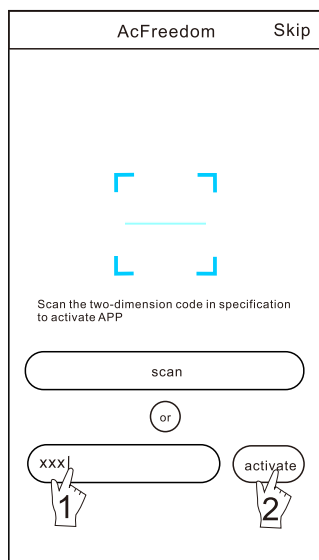 AcFreedom Skip
Scan the two-dimension code in specification
to activate APP
scan
or
xxx activate
1 2